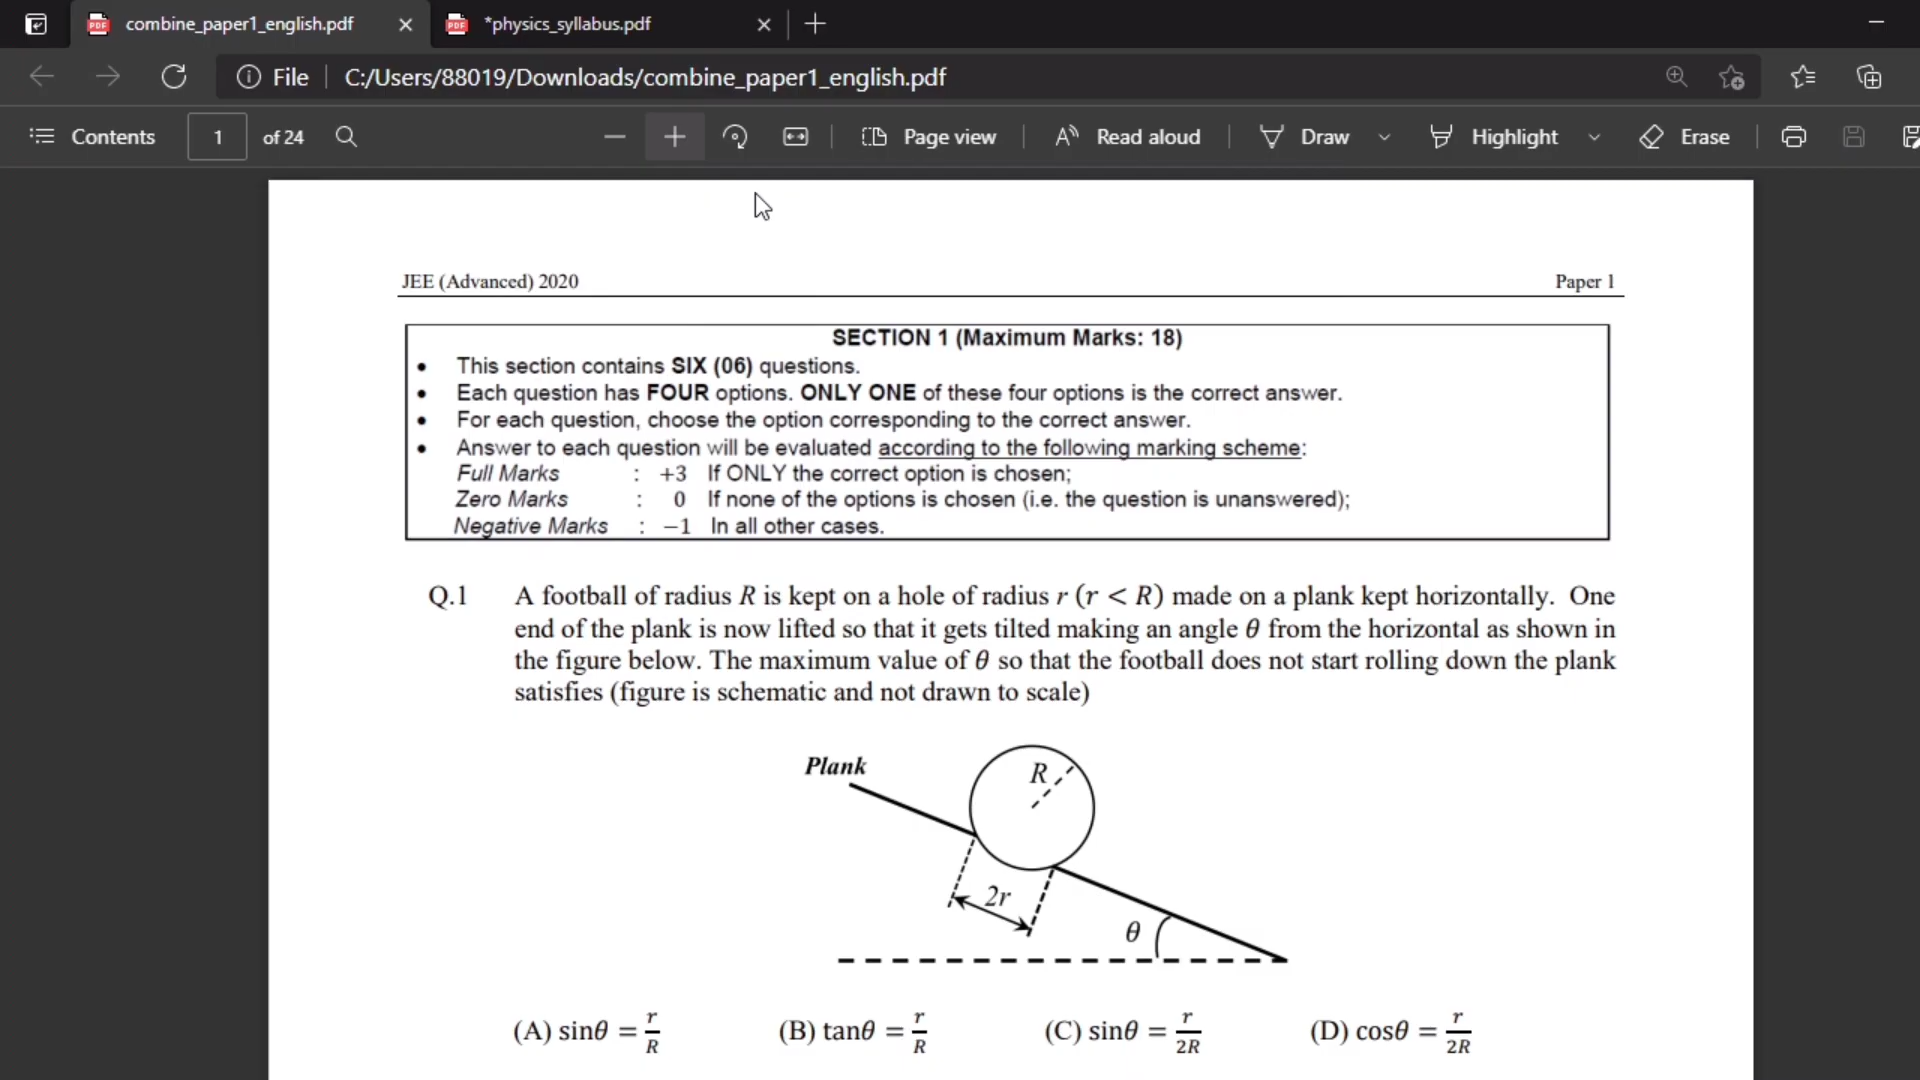 combine_paper1_english.pdf
*physics_syllabus.pdf
File
C:/Users/88019/Downloads/combine_paper1_english.pdf
Contents
1
of 24
Page view
Read aloud
Draw
Highlight
Erase
JEE (Advanced) 2020 Paper 1
SECTION 1 (Maximum Marks: 18)
• This section contains SIX (06) questions.
• Each question has FOUR options. ONLY ONE of these four options is the correct answer.
• For each question, choose the option corresponding to the correct answer.
• Answer to each question will be evaluated according to the following marking scheme:
Full Marks : +3 If ONLY the correct option is chosen;
Zero Marks : 0 If none of the options is chosen (i.e. the question is unanswered);
Negative Marks : −1 In all other cases.
Q.1 A football of radius R is kept on a hole of radius r (r < R) made on a plank kept horizontally. One
end of the plank is now lifted so that it gets tilted making an angle θ from the horizontal as shown in
the figure below. The maximum value of θ so that the football does not start rolling down the plank
satisfies (figure is schematic and not drawn to scale)
Plank
R
2r
θ
(A) sinθ = r/R (B) tanθ = r/R (C) sinθ = r/2R (D) cosθ = r/2R